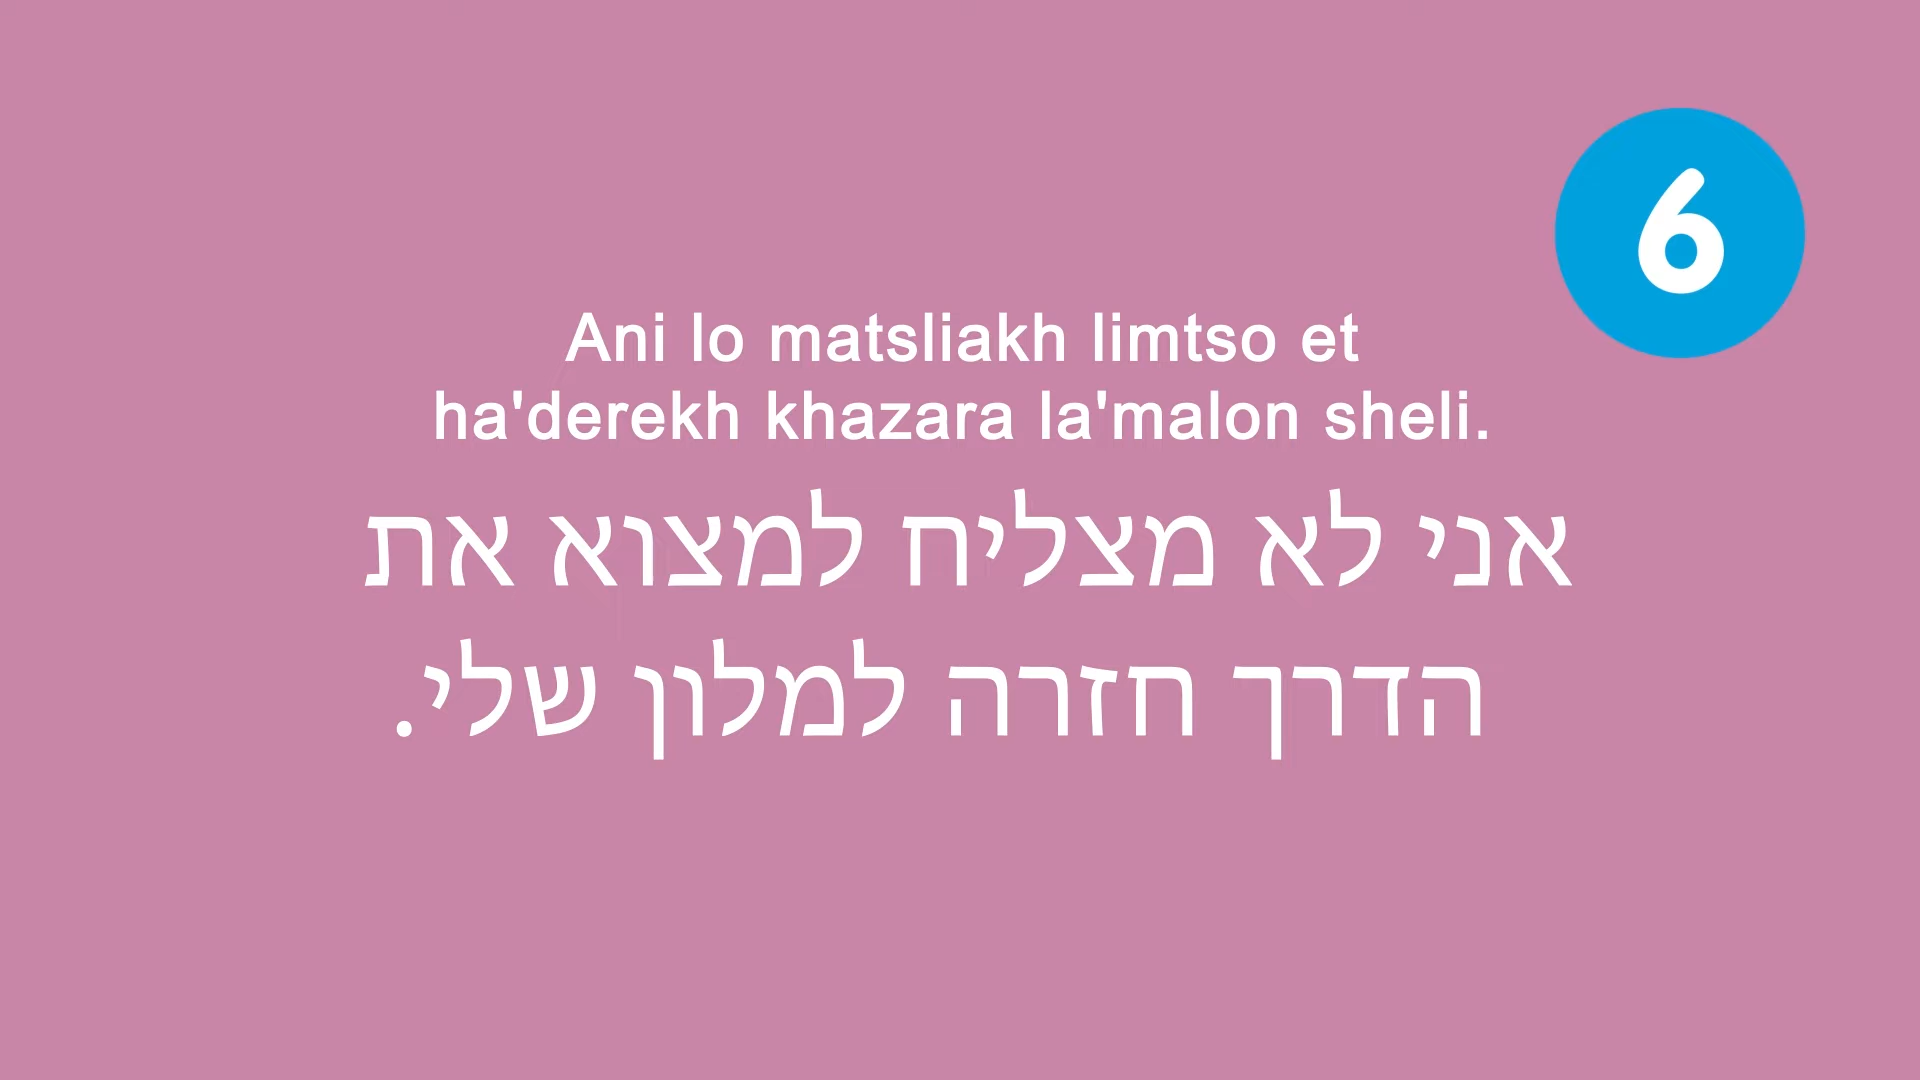 6
Ani lo matsliakh limtso et
ha'derekh khazara la'malon sheli.
אני לא מצליח למצוא את
הדרך חזרה למלון שלי.